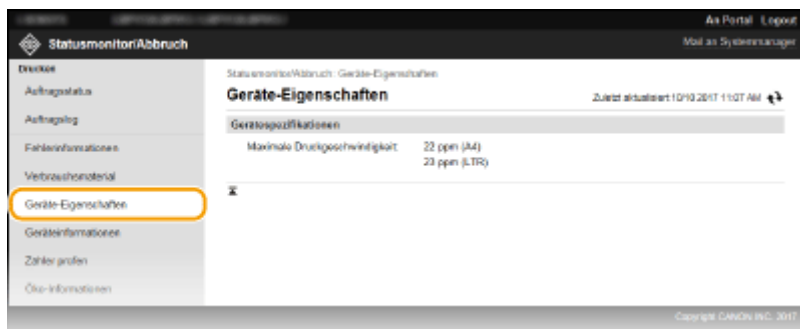 An Portal Logout
Statusmonitor/Abbruch
Mail an Systemmanager
Drucken
Auftragsstatus
Auftragslog
Fehlerinformationen
Verbrauchsmaterial
Geräte-Eigenschaften
Geräteinformationen
Zähler prüfen
Öko-Informationen
Statusmonitor/Abbruch: Geräte-Eigenschaften
Geräte-Eigenschaften
Zuletzt aktualisiert 10/10 2017 11:07 AM
Gerätespezifikationen
Maximale Druckgeschwindigkeit: 22 ppm (A4)
23 ppm (LTR)
Copyright CANON INC. 2017